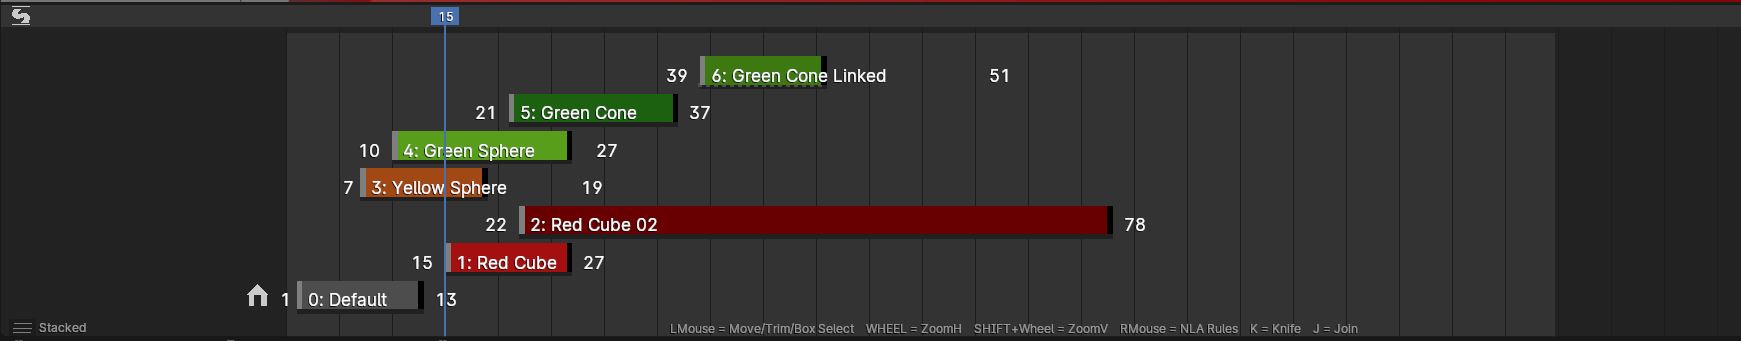 15
39 6: Green Cone Linked 51
21 5: Green Cone 37
10 4: Green Sphere 27
7 3: Yellow Sphere 19
22 2: Red Cube 02 78
15 1: Red Cube 27
1 0: Default 13
Stacked LMouse = Move/Trim/Box Select WHEEL = ZoomH SHIFT+Wheel = ZoomV RMouse = NLA Rules K = Knife J = Join